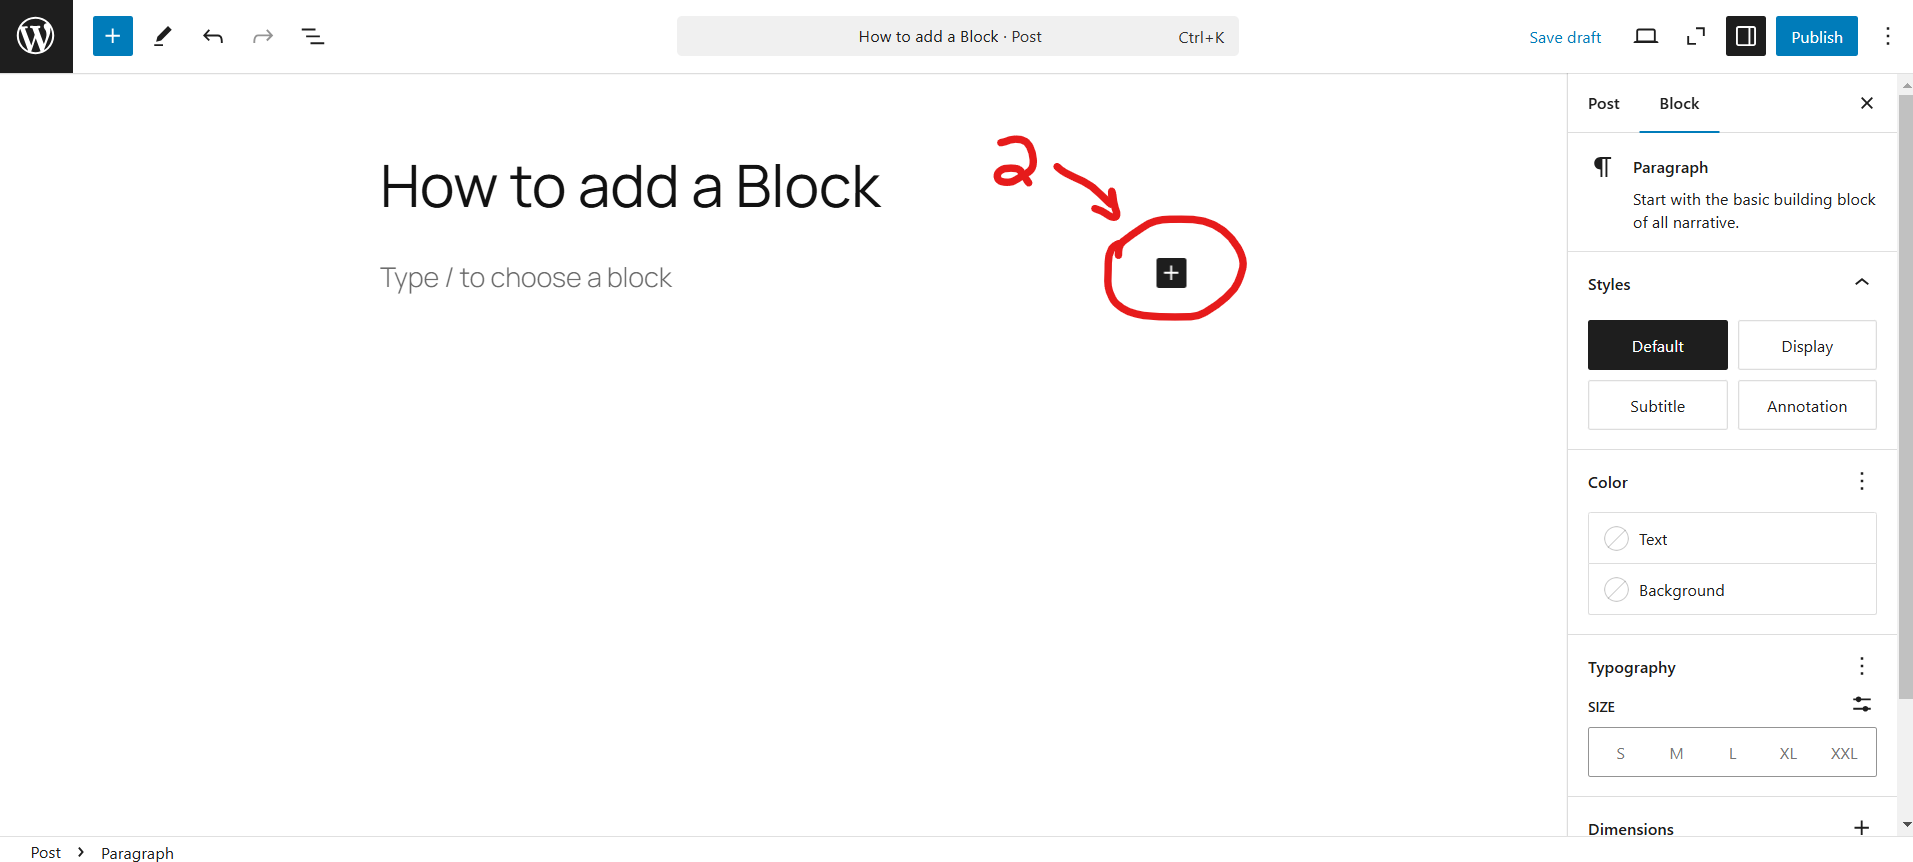 How to add a Block · Post Ctrl+K
Save draft
Publish
How to add a Block
2
Type / to choose a block
Post Block
Paragraph
Start with the basic building block
of all narrative.
Styles
Default Display
Subtitle Annotation
Color
Text
Background
Typography
SIZE
S M L XL XXL
Dimensions
Post › Paragraph